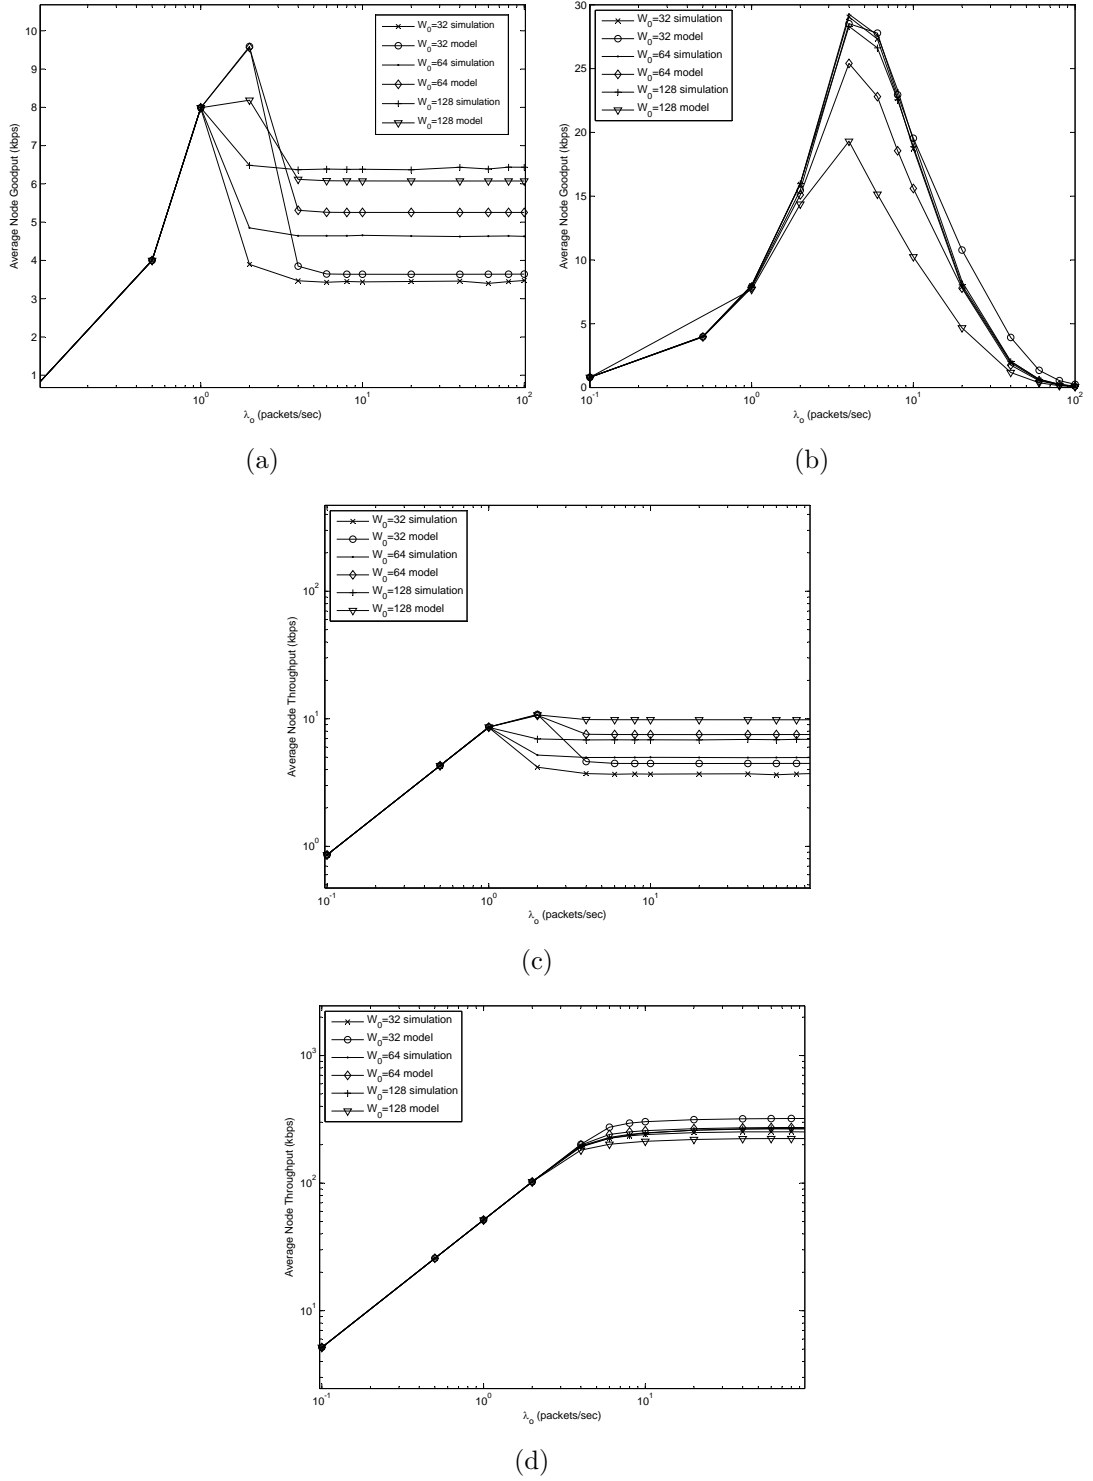 10
9
8
7
6
5
4
3
2
1
Average Node Goodput (kbps)
W0=32 simulation
W0=32 model
W0=64 simulation
W0=64 model
W0=128 simulation
W0=128 model
10^0
10^1
10^2
λo (packets/sec)
(a)
30
25
20
15
10
5
0
Average Node Goodput (kbps)
W0=32 simulation
W0=32 model
W0=64 simulation
W0=64 model
W0=128 simulation
W0=128 model
10^-1
10^0
10^1
10^2
λo (packets/sec)
(b)
10^2
10^1
10^0
Average Node Throughput (kbps)
W0=32 simulation
W0=32 model
W0=64 simulation
W0=64 model
W0=128 simulation
W0=128 model
10^-1
10^0
10^1
λo (packets/sec)
(c)
10^3
10^2
10^1
Average Node Throughput (kbps)
W0=32 simulation
W0=32 model
W0=64 simulation
W0=64 model
W0=128 simulation
W0=128 model
10^-1
10^0
10^1
λo (packets/sec)
(d)